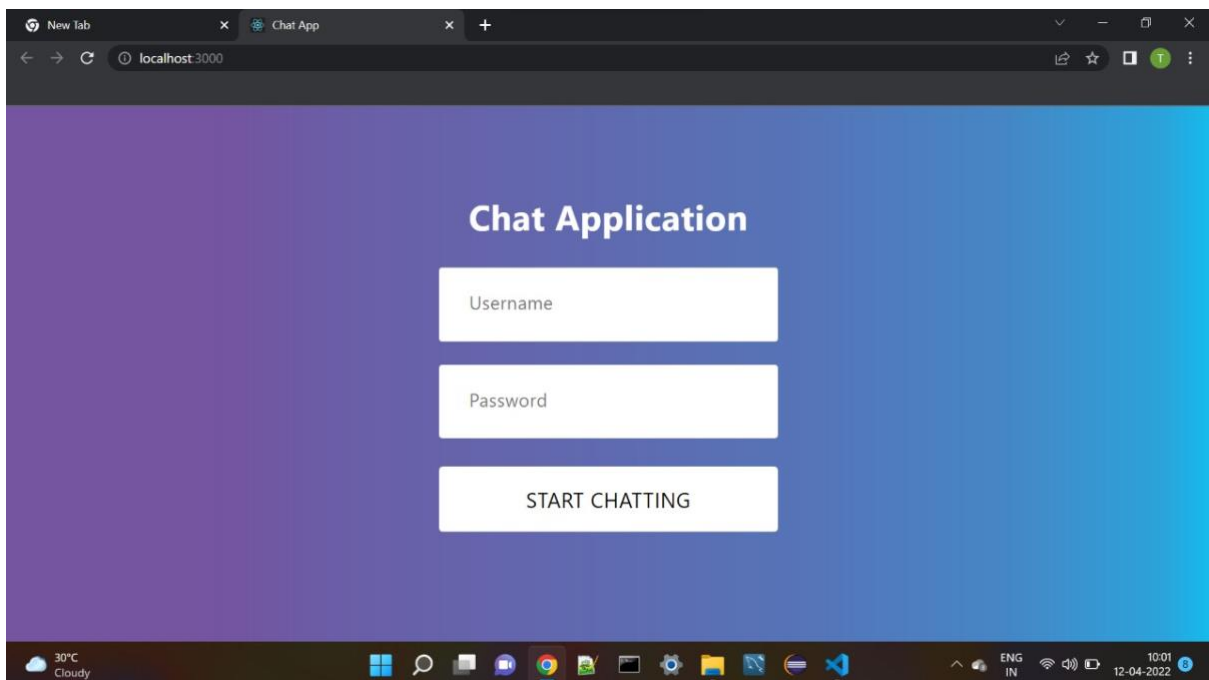 New Tab
Chat App
localhost:3000
T
Chat Application
Username
Password
START CHATTING
30°C
Cloudy
ENG
IN
10:01
12-04-2022
8